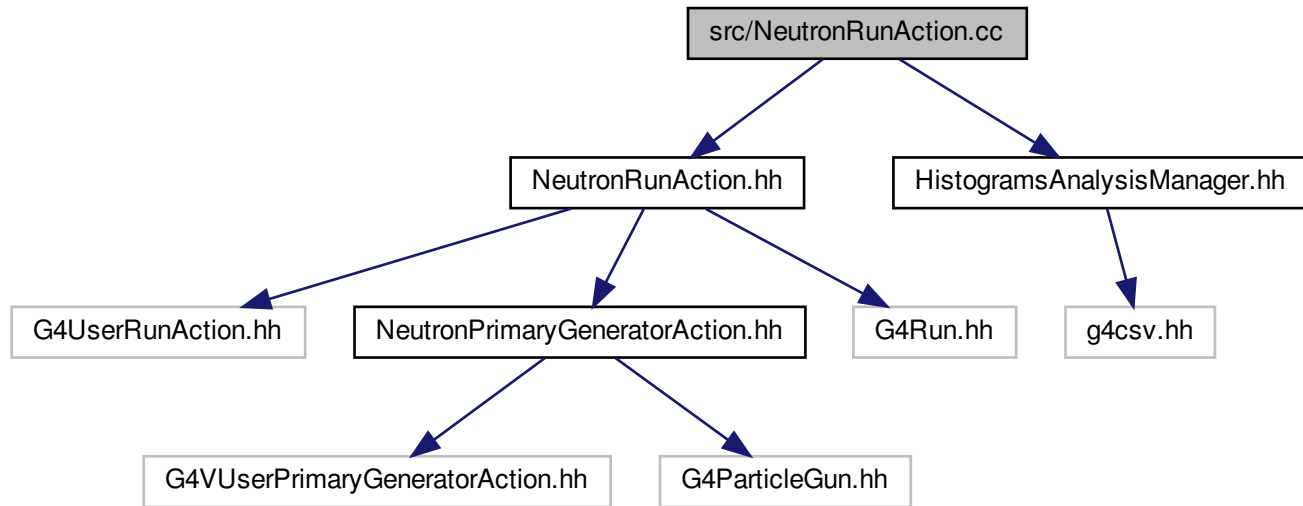 src/NeutronRunAction.cc
NeutronRunAction.hh
HistogramsAnalysisManager.hh
G4UserRunAction.hh
NeutronPrimaryGeneratorAction.hh
G4Run.hh
g4csv.hh
G4VUserPrimaryGeneratorAction.hh
G4ParticleGun.hh